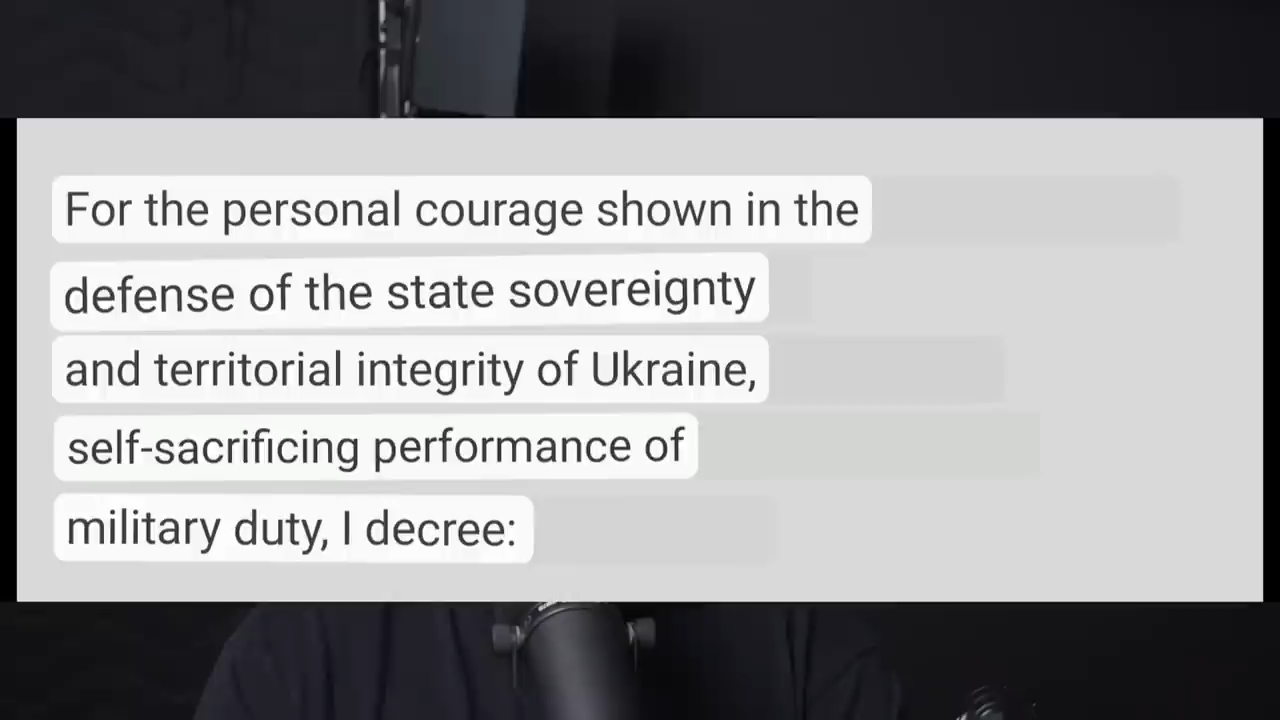 For the personal courage shown in the
defense of the state sovereignty
and territorial integrity of Ukraine,
self-sacrificing performance of
military duty, I decree: